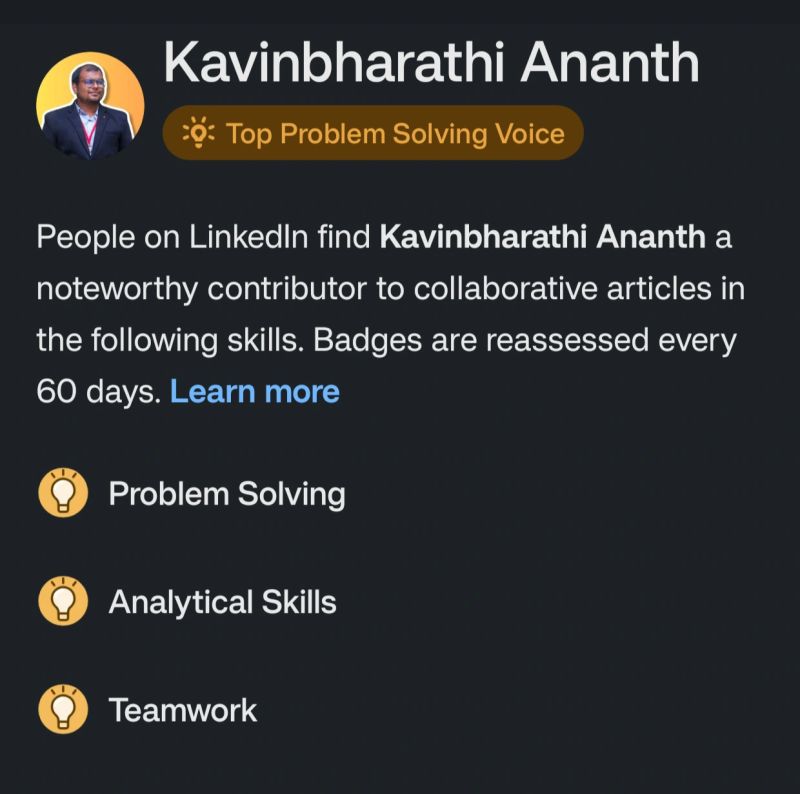 Kavinbharathi Ananth
Top Problem Solving Voice
People on LinkedIn find Kavinbharathi Ananth a
noteworthy contributor to collaborative articles in
the following skills. Badges are reassessed every
60 days. Learn more
Problem Solving
Analytical Skills
Teamwork